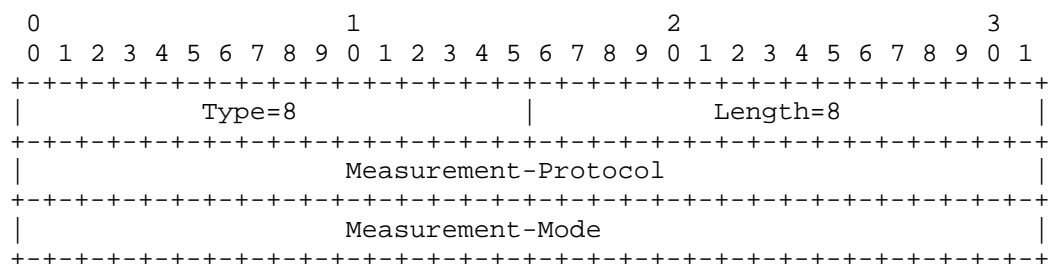 0                   1                   2                   3
 0 1 2 3 4 5 6 7 8 9 0 1 2 3 4 5 6 7 8 9 0 1 2 3 4 5 6 7 8 9 0 1
+-+-+-+-+-+-+-+-+-+-+-+-+-+-+-+-+-+-+-+-+-+-+-+-+-+-+-+-+-+-+-+-+
|           Type=8              |           Length=8            |
+-+-+-+-+-+-+-+-+-+-+-+-+-+-+-+-+-+-+-+-+-+-+-+-+-+-+-+-+-+-+-+-+
|                    Measurement-Protocol                       |
+-+-+-+-+-+-+-+-+-+-+-+-+-+-+-+-+-+-+-+-+-+-+-+-+-+-+-+-+-+-+-+-+
|                    Measurement-Mode                           |
+-+-+-+-+-+-+-+-+-+-+-+-+-+-+-+-+-+-+-+-+-+-+-+-+-+-+-+-+-+-+-+-+